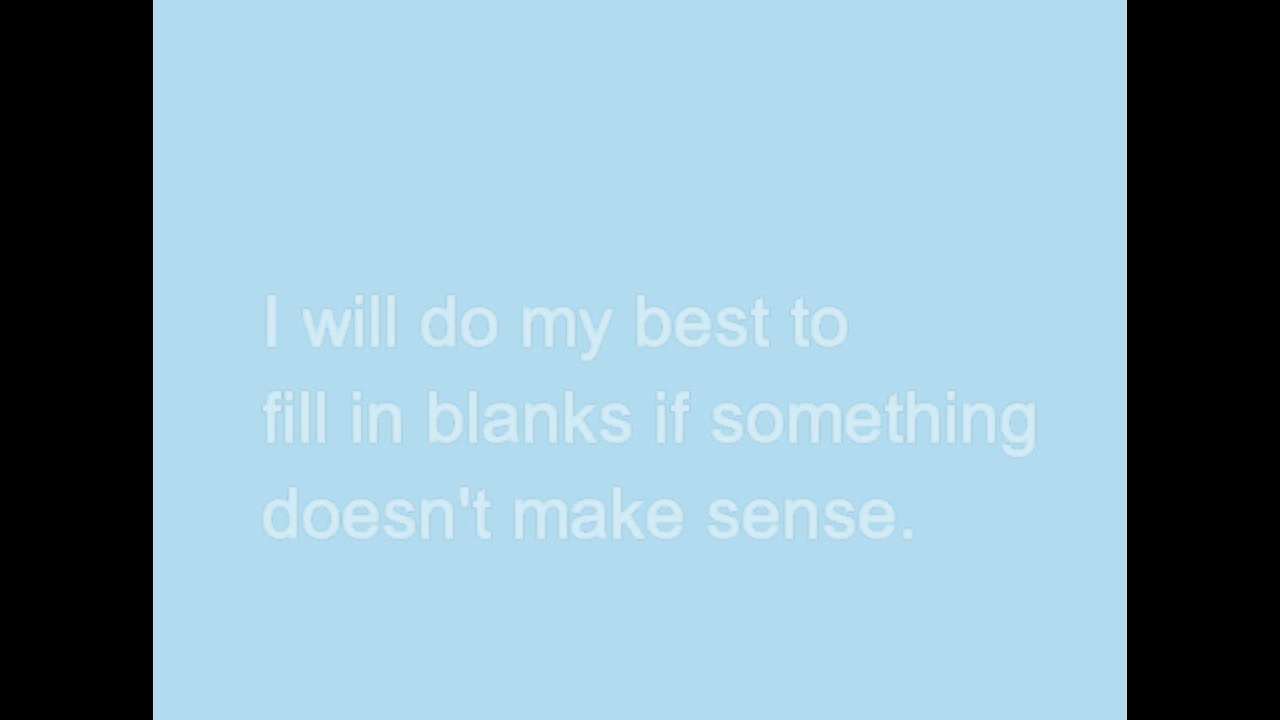 I will do my best to
fill in blanks if something
doesn't make sense.